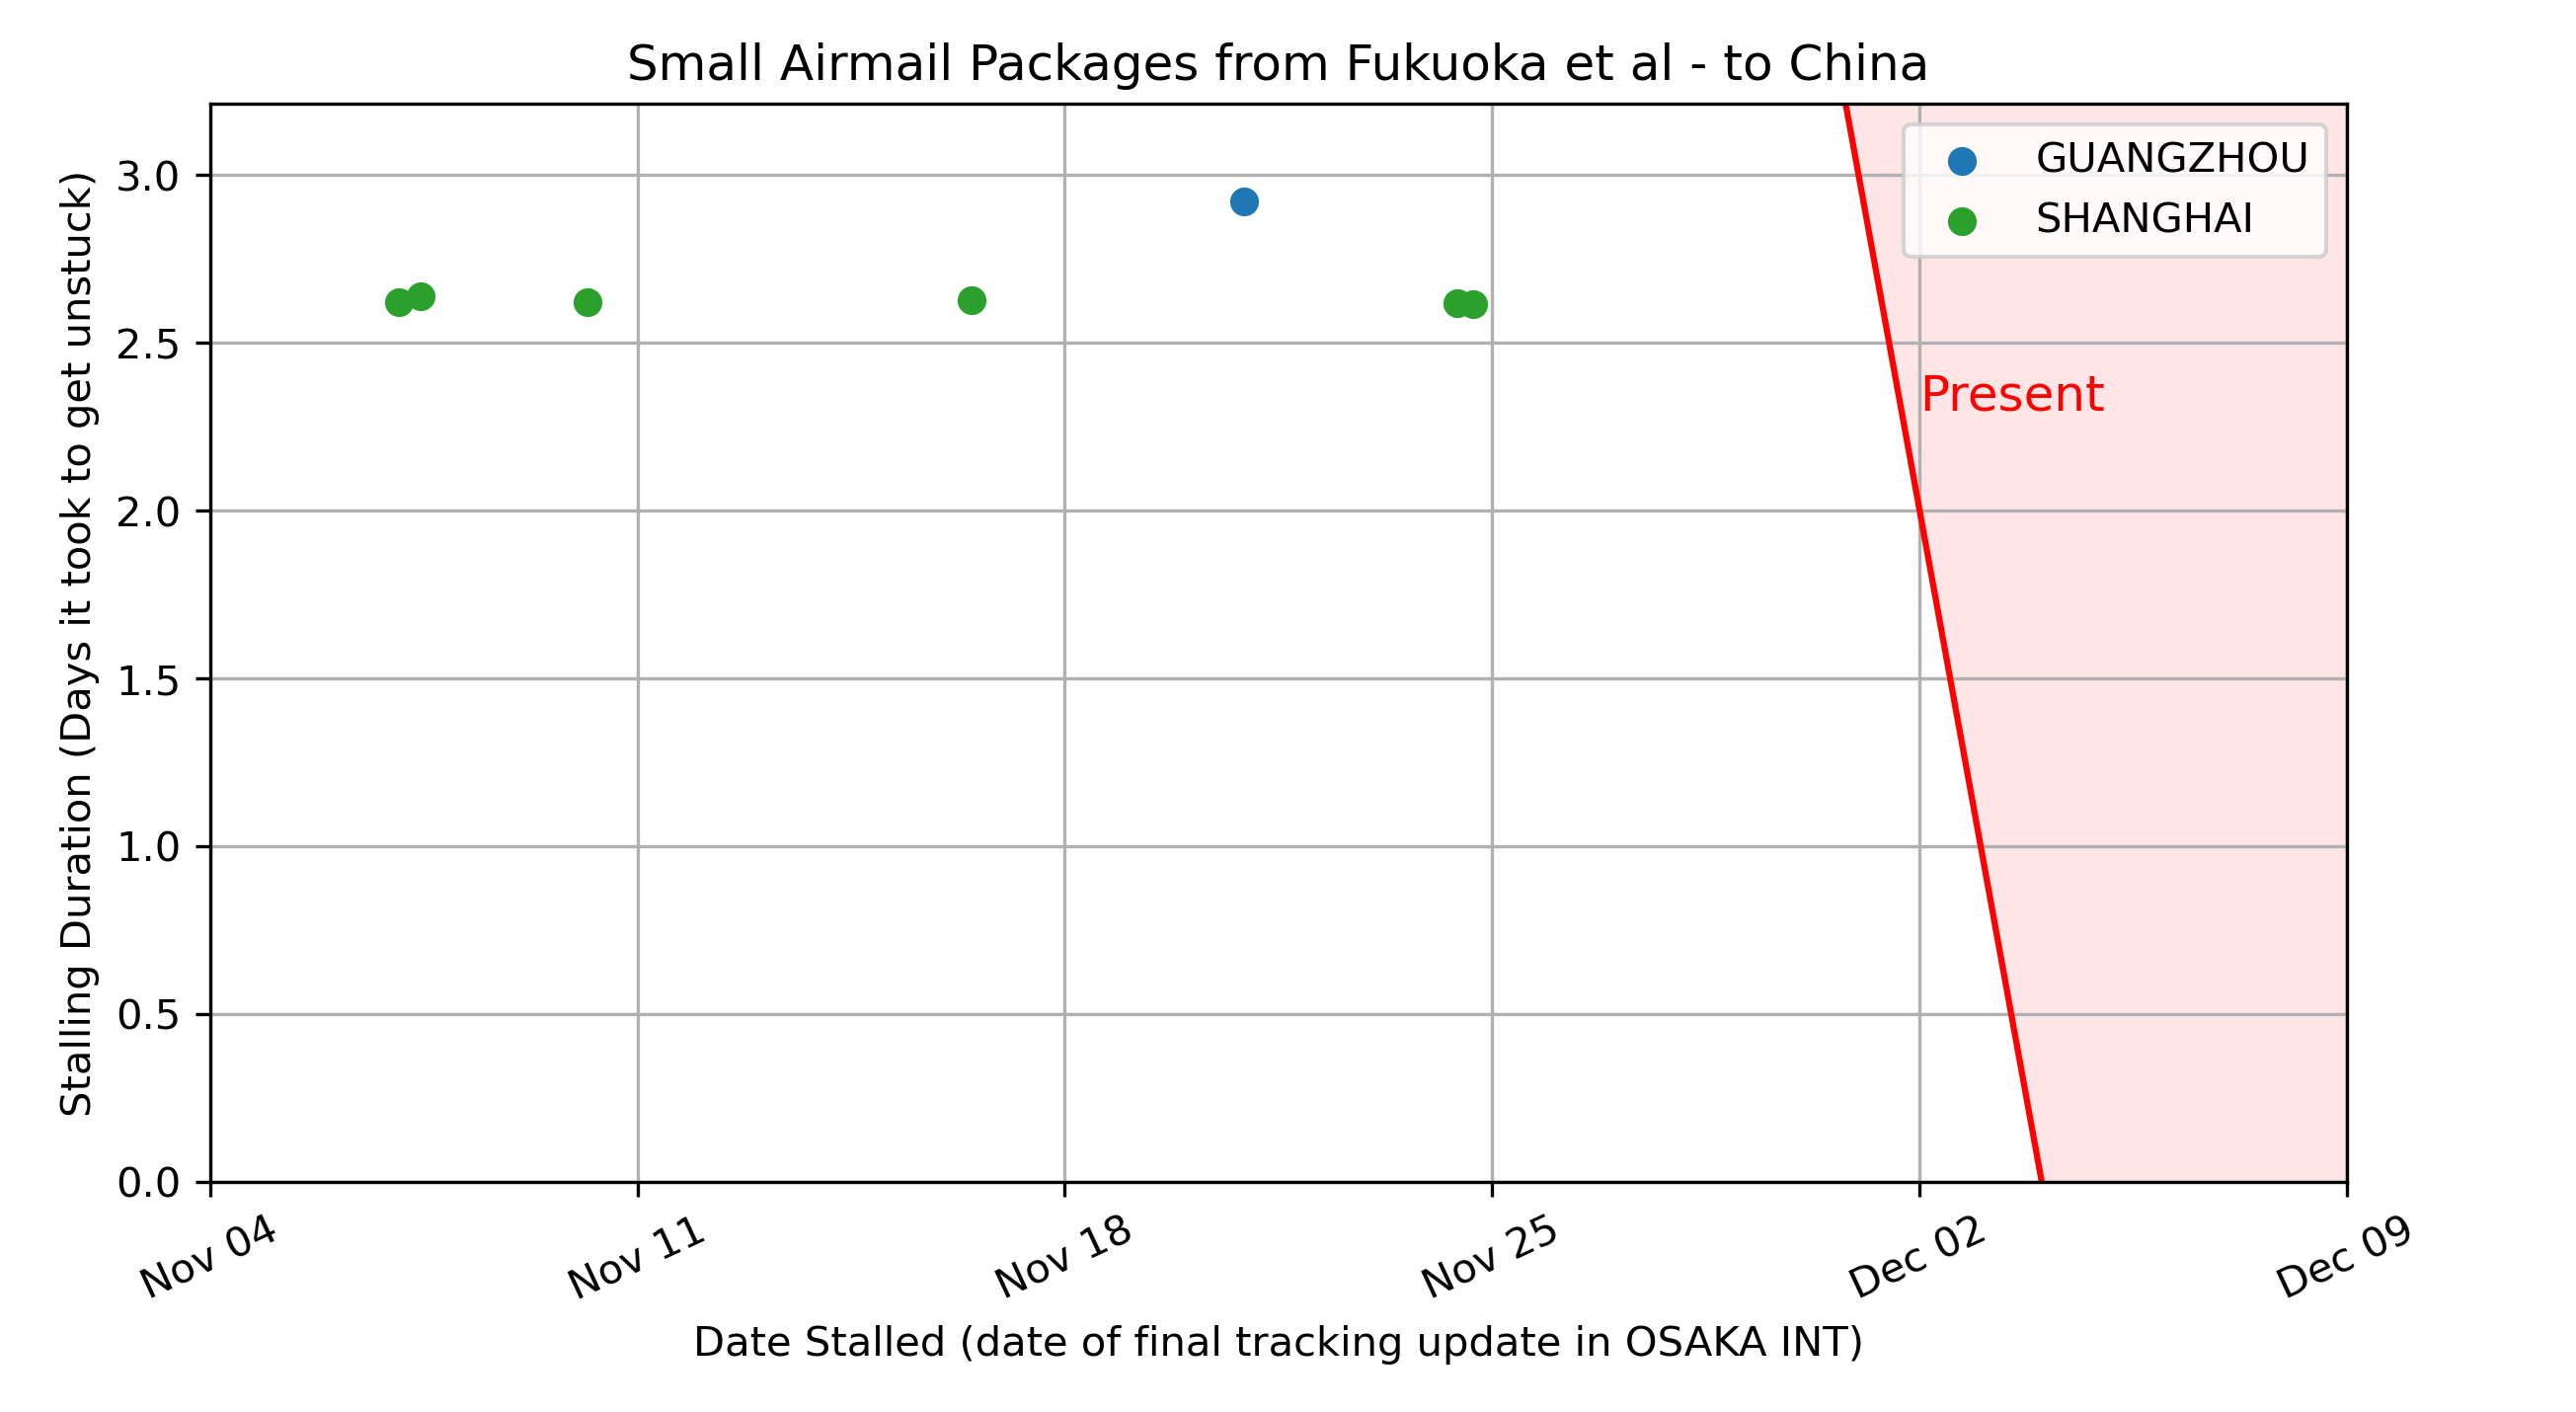 Small Airmail Packages from Fukuoka et al - to China
GUANGZHOU
SHANGHAI
Present
Stalling Duration (Days it took to get unstuck)
3.0
2.5
2.0
1.5
1.0
0.5
0.0
Nov 04
Nov 11
Nov 18
Nov 25
Dec 02
Dec 09
Date Stalled (date of final tracking update in OSAKA INT)